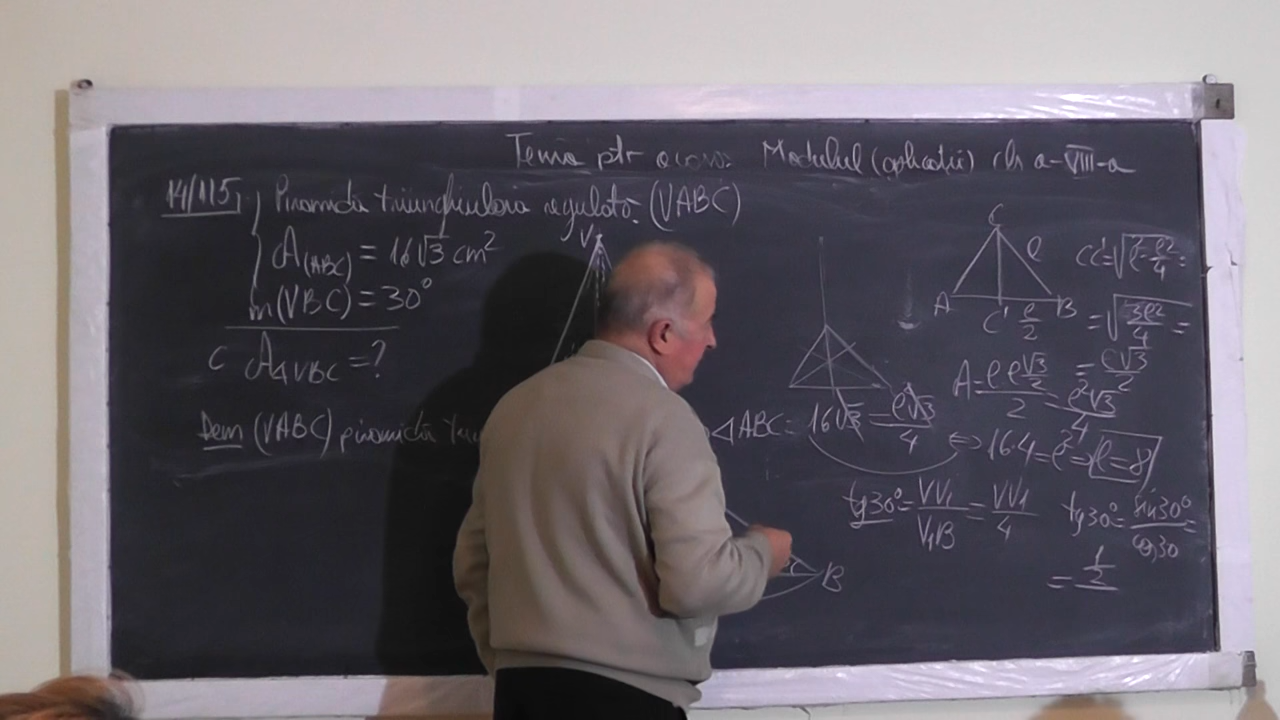 Tema ptr Modulul (aplicații) cls a-VIII-a
14/115, Piramida triunghiulară regulată. (VABC)
A(ABC) = 16√3 cm²
m(VBC) = 30°
C A△VBC = ?
Dem (VABC) piramidă
V
◁ABC = 16√3 = ℓ²√3/4
⇔ 16·4 = ℓ² ⇒ ℓ = 8
C
ℓ
A C' ℓ/2 B
CC' = √(ℓ² - ℓ²/4) =
= √(3ℓ²/4) =
= ℓ√3/2
A = ℓ·ℓ√3/2 / 2 = ℓ²√3/4
tg30° = VV₁/V₁B = VV₁/4
tg30° = sin30°/cos30 =
= 1/2
B